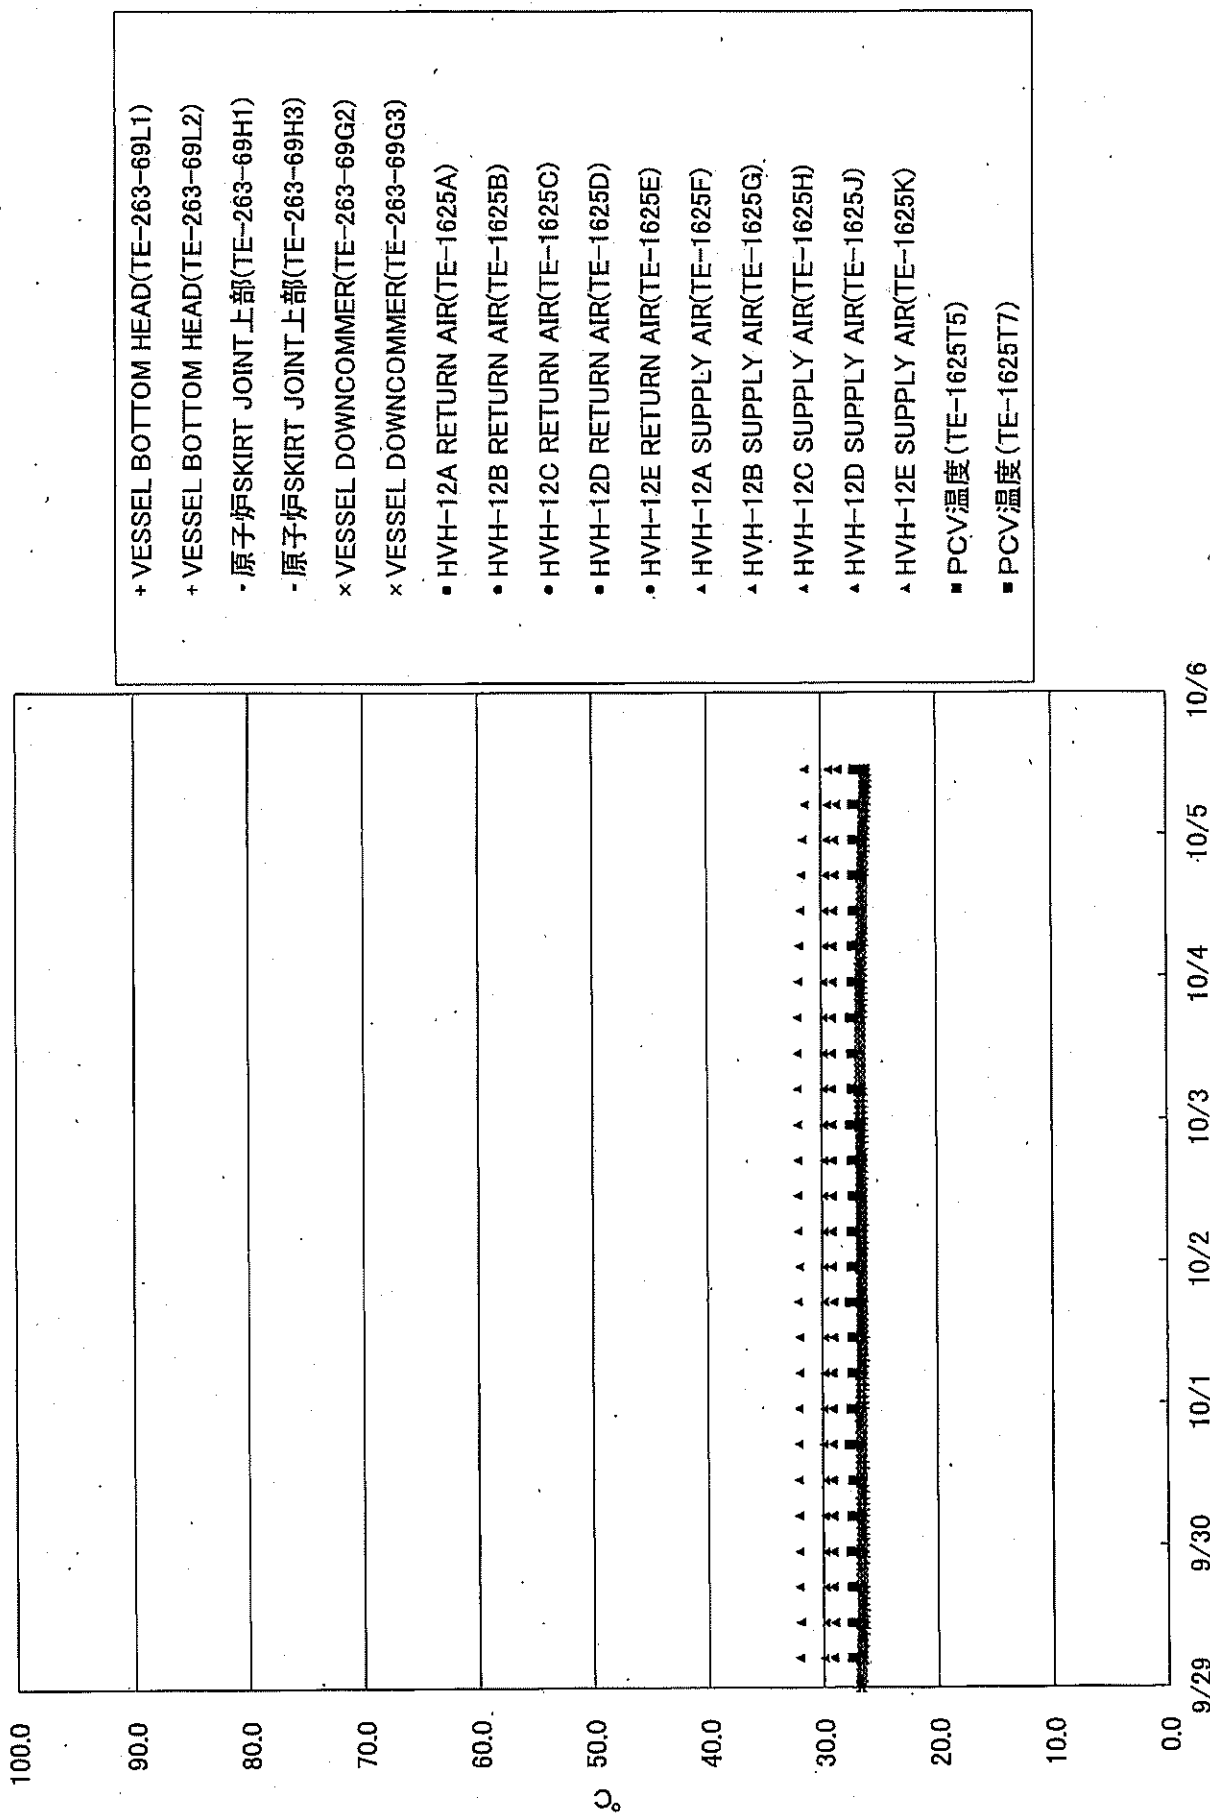 ℃
100.0
90.0
80.0
70.0
60.0
50.0
40.0
30.0
20.0
10.0
0.0
9/29
9/30
10/1
10/2
10/3
10/4
10/5
10/6
+ VESSEL BOTTOM HEAD(TE-263-69L1)
+ VESSEL BOTTOM HEAD(TE-263-69L2)
- 原子炉SKIRT JOINT上部(TE-263-69H1)
- 原子炉SKIRT JOINT上部(TE-263-69H3)
× VESSEL DOWNCOMMER(TE-263-69G2)
× VESSEL DOWNCOMMER(TE-263-69G3)
● HVH-12A RETURN AIR(TE-1625A)
● HVH-12B RETURN AIR(TE-1625B)
● HVH-12C RETURN AIR(TE-1625C)
● HVH-12D RETURN AIR(TE-1625D)
● HVH-12E RETURN AIR(TE-1625E)
▲ HVH-12A SUPPLY AIR(TE-1625F)
▲ HVH-12B SUPPLY AIR(TE-1625G)
▲ HVH-12C SUPPLY AIR(TE-1625H)
▲ HVH-12D SUPPLY AIR(TE-1625J)
▲ HVH-12E SUPPLY AIR(TE-1625K)
■ PCV温度(TE-1625T5)
■ PCV温度(TE-1625T7)